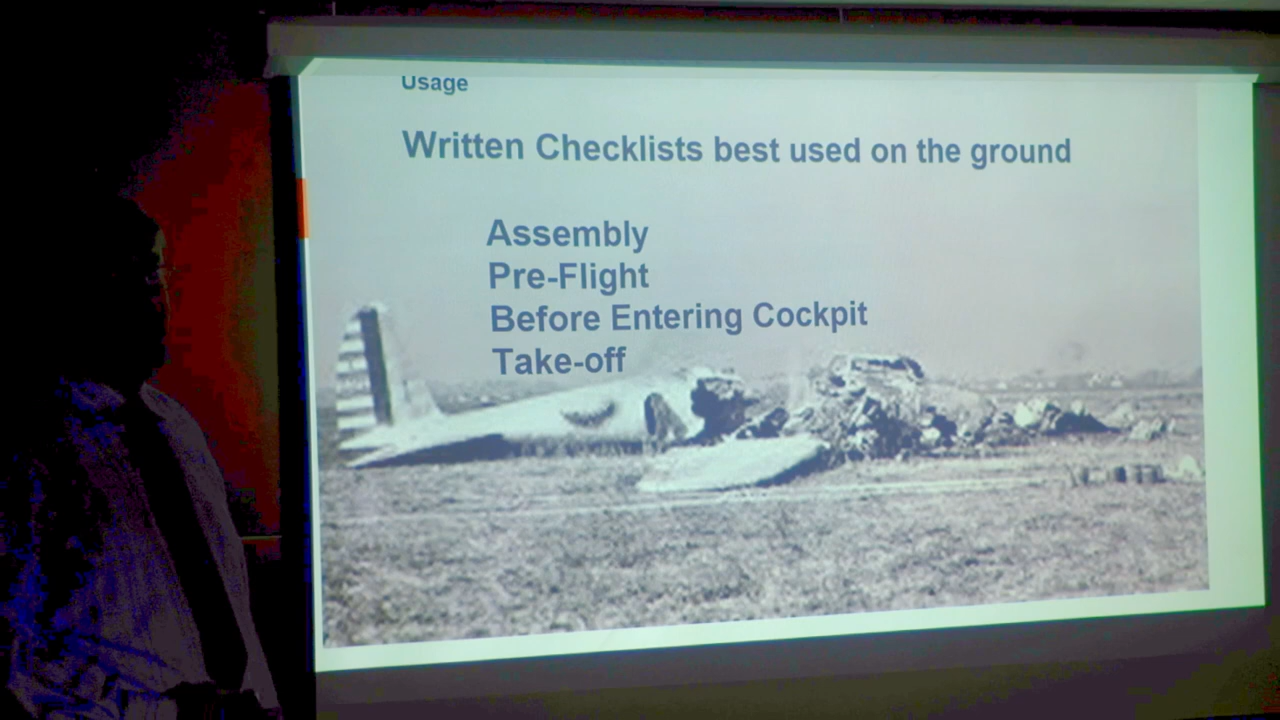 Usage
Written Checklists best used on the ground
Assembly
Pre-Flight
Before Entering Cockpit
Take-off